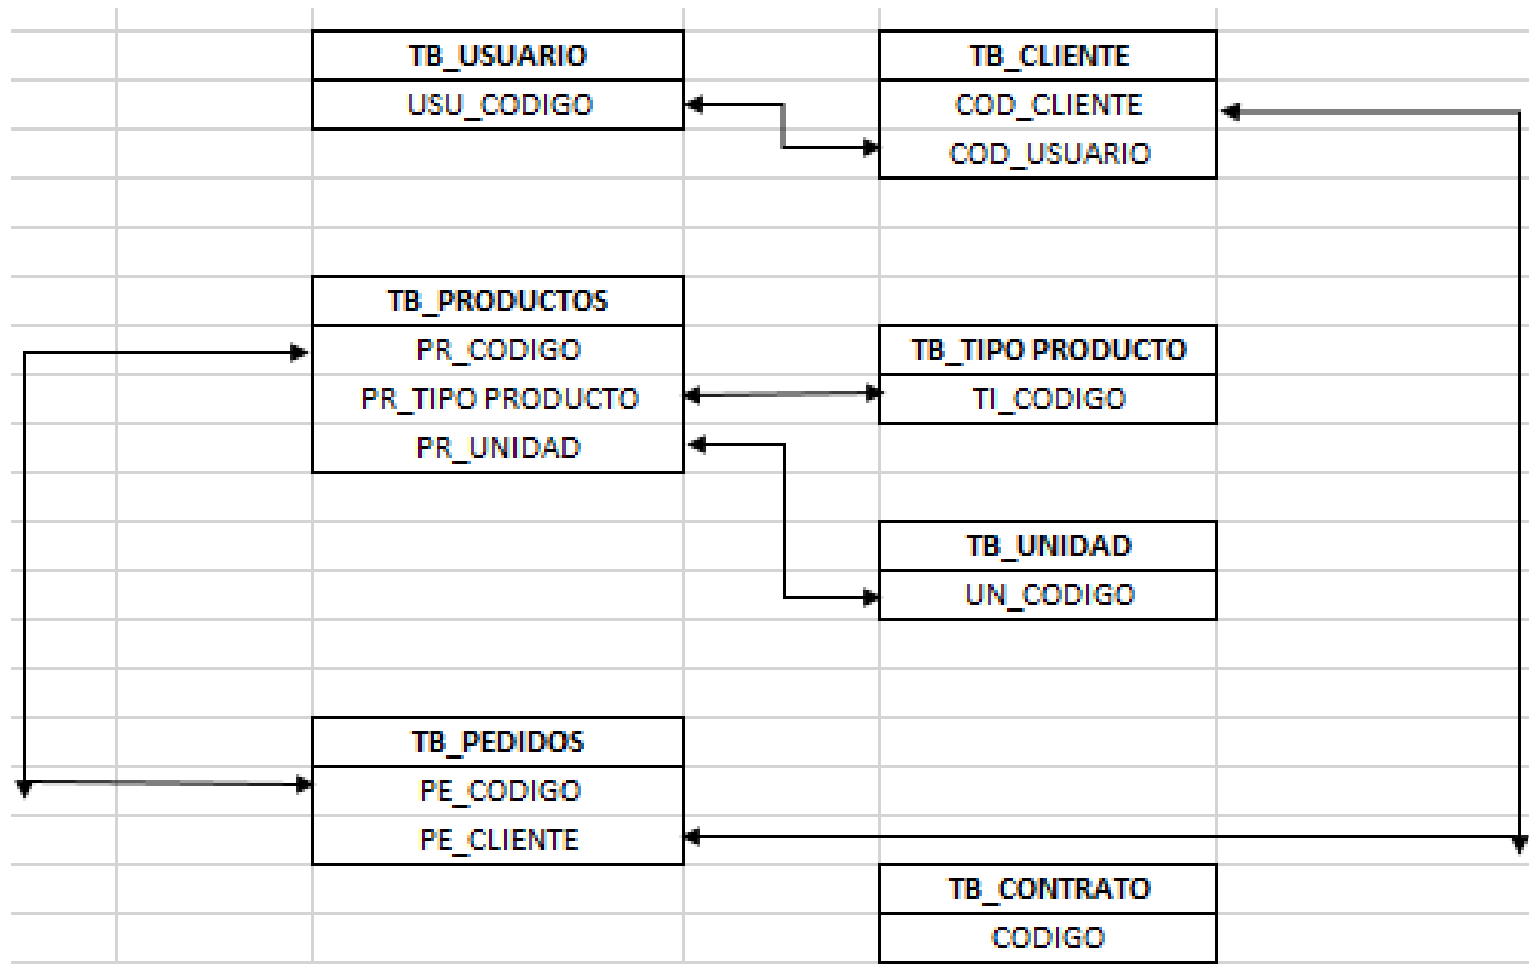 TB_USUARIO
USU_CODIGO
TB_CLIENTE
COD_CLIENTE
COD_USUARIO
TB_PRODUCTOS
PR_CODIGO
PR_TIPO PRODUCTO
PR_UNIDAD
TB_TIPO PRODUCTO
TI_CODIGO
TB_UNIDAD
UN_CODIGO
TB_PEDIDOS
PE_CODIGO
PE_CLIENTE
TB_CONTRATO
CODIGO